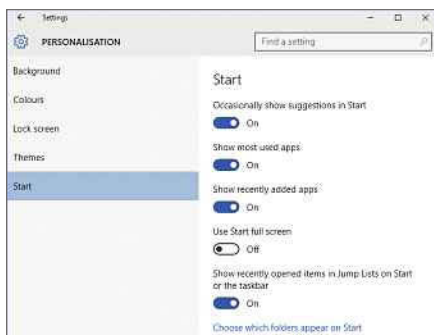 Settings
PERSONALISATION
Find a setting
Background
Colours
Lock screen
Themes
Start
Start
Occasionally show suggestions in Start
On
Show most used apps
On
Show recently added apps
On
Use Start full screen
Off
Show recently opened items in Jump Lists on Start
or the taskbar
On
Choose which folders appear on Start